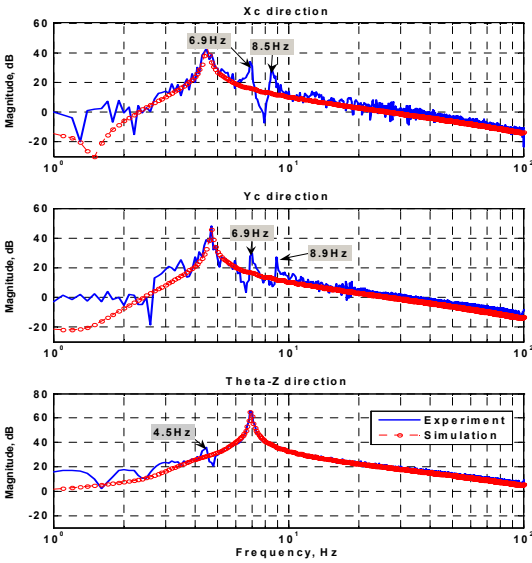 Xc direction
Magnitude, dB
60
40
20
0
-20
6.9Hz
8.5Hz
10⁰
10¹
10²
Yc direction
Magnitude, dB
60
40
20
0
-20
6.9Hz
8.9Hz
10⁰
10¹
10²
Theta-Z direction
Magnitude, dB
80
60
40
20
0
-20
4.5Hz
Experiment
Simulation
10⁰
10¹
10²
Frequency, Hz